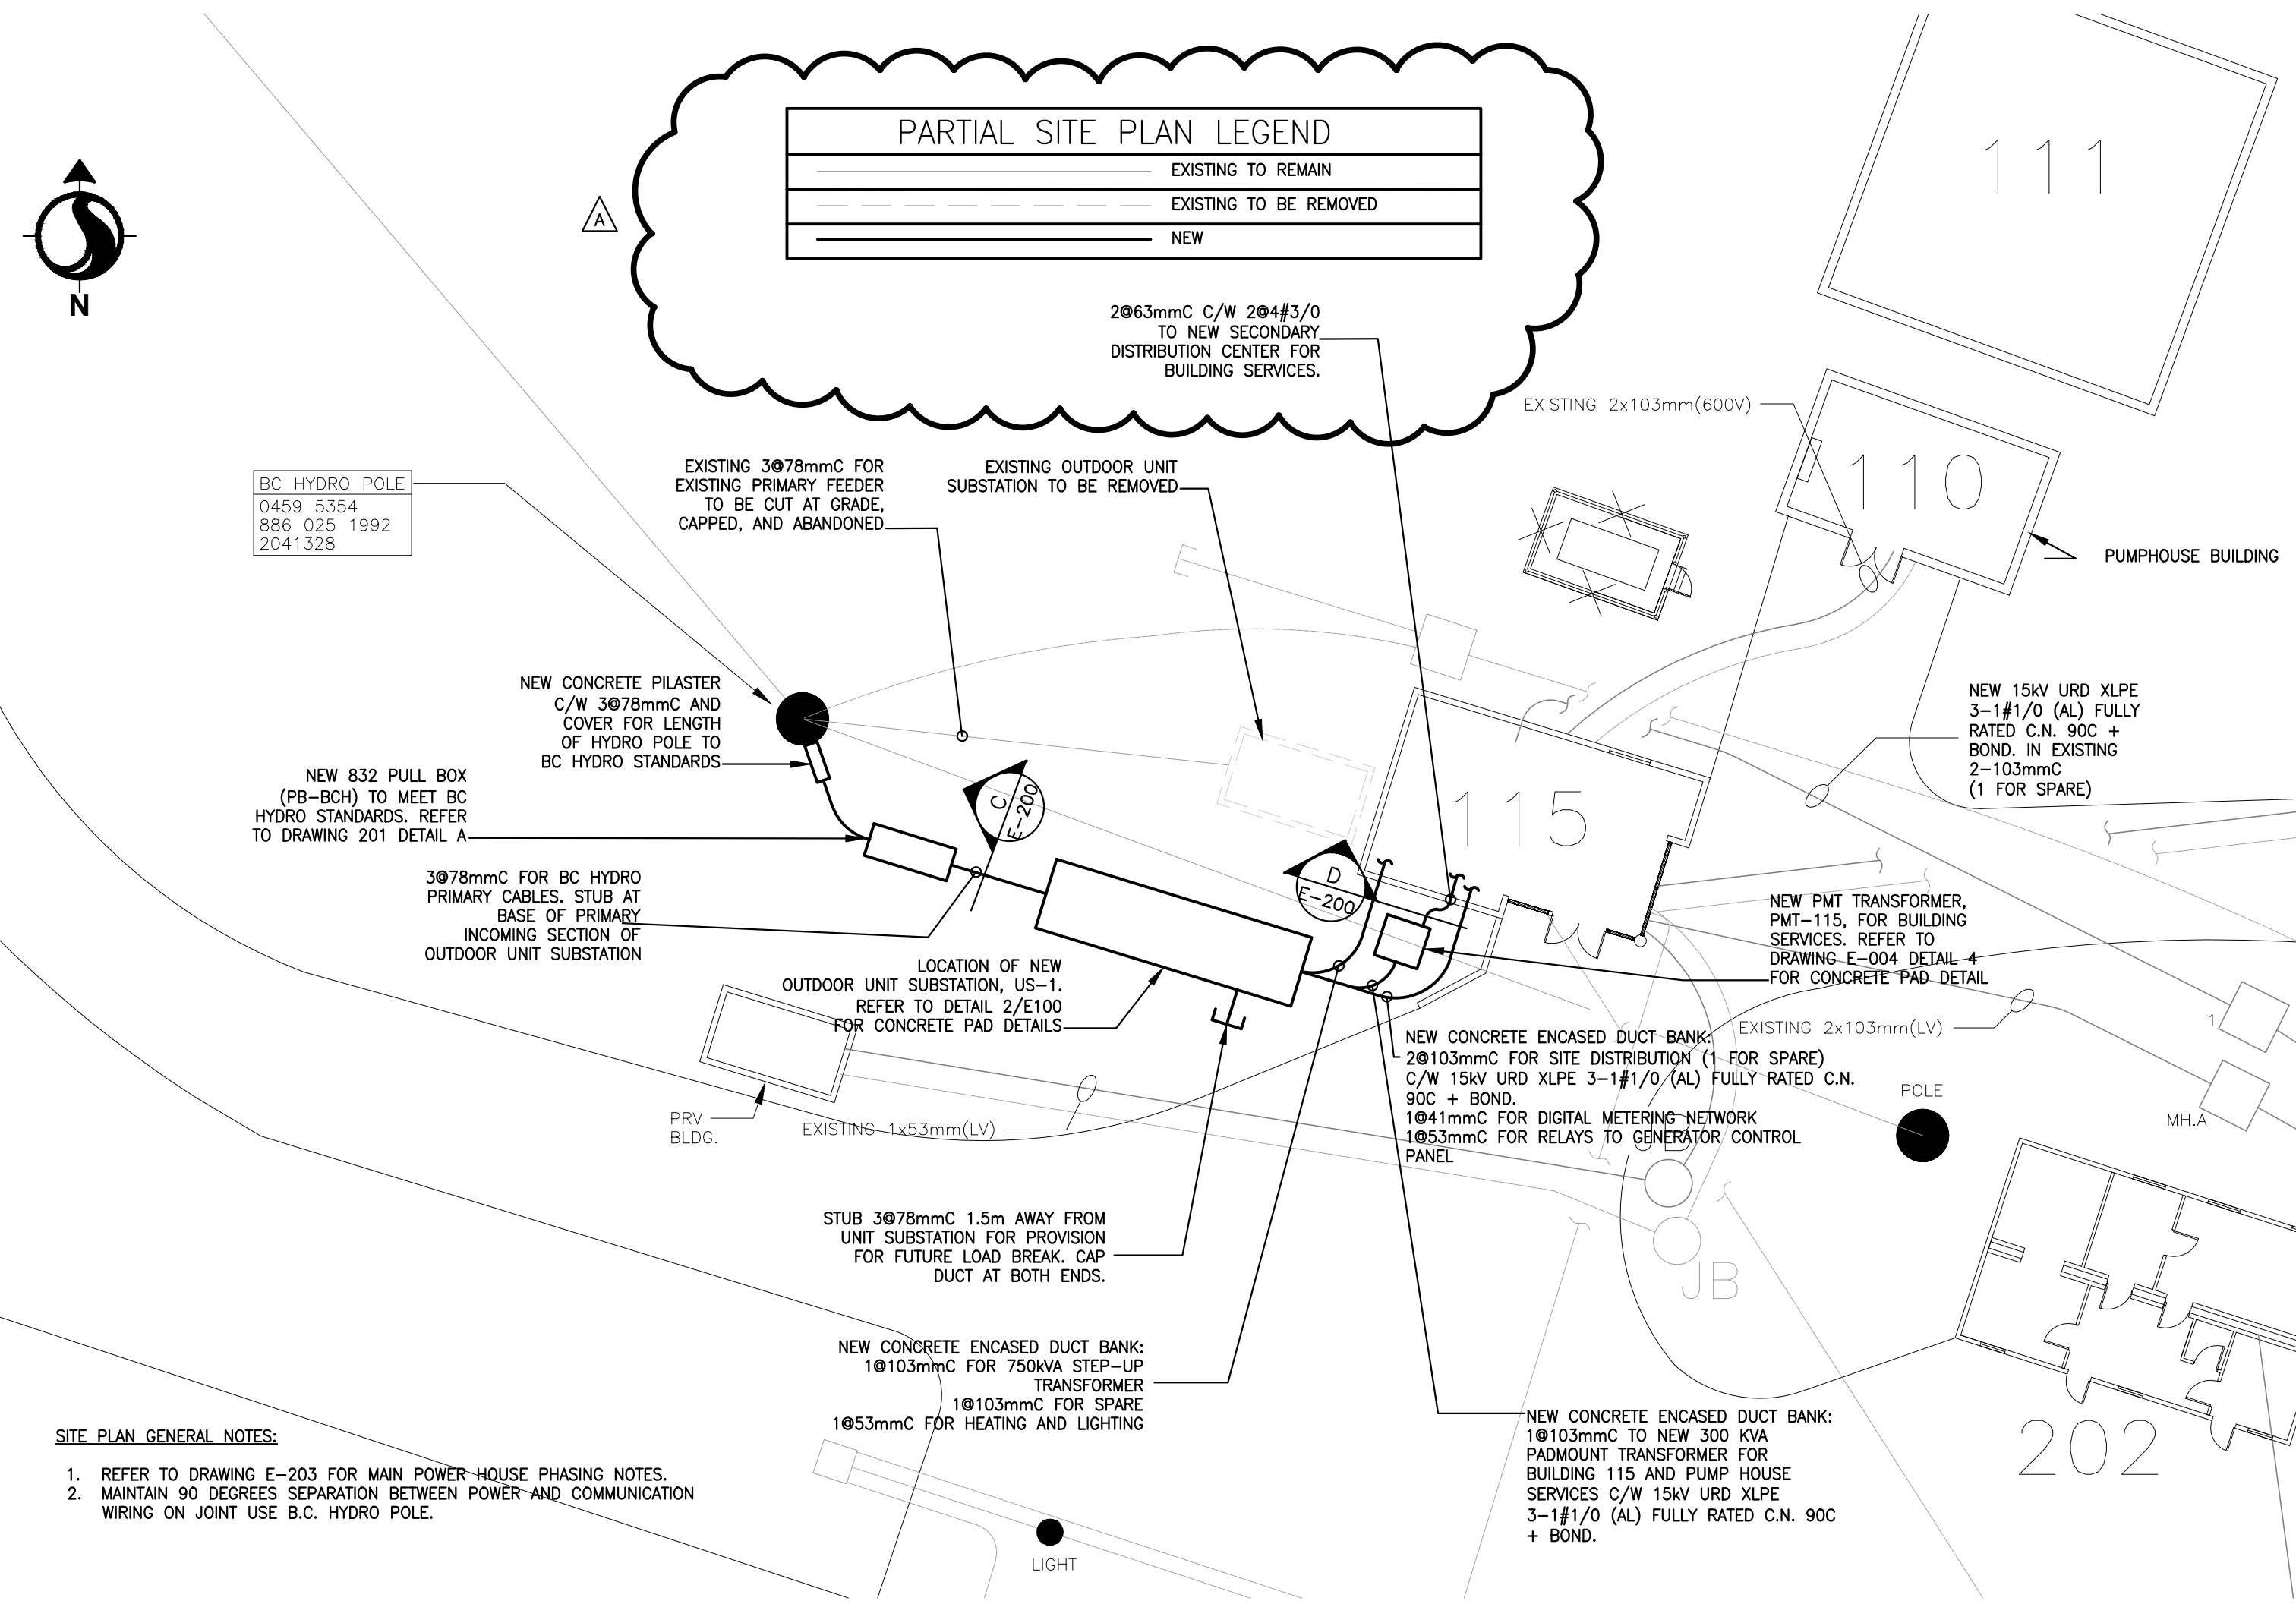 PARTIAL SITE PLAN LEGEND
EXISTING TO REMAIN
EXISTING TO BE REMOVED
NEW
A
N
111
2@63mmC C/W 2@4#3/0
TO NEW SECONDARY
DISTRIBUTION CENTER FOR
BUILDING SERVICES.
EXISTING 2x103mm(600V)
110
PUMPHOUSE BUILDING
BC HYDRO POLE
0459 5354
886 025 1992
2041328
EXISTING 3@78mmC FOR
EXISTING PRIMARY FEEDER
TO BE CUT AT GRADE,
CAPPED, AND ABANDONED
EXISTING OUTDOOR UNIT
SUBSTATION TO BE REMOVED
NEW CONCRETE PILASTER
C/W 3@78mmC AND
COVER FOR LENGTH
OF HYDRO POLE TO
BC HYDRO STANDARDS
NEW 15kV URD XLPE
3-1#1/0 (AL) FULLY
RATED C.N. 90C +
BOND. IN EXISTING
2-103mmC
(1 FOR SPARE)
NEW 832 PULL BOX
(PB-BCH) TO MEET BC
HYDRO STANDARDS. REFER
TO DRAWING 201 DETAIL A
C
E-200
115
D
E-200
3@78mmC FOR BC HYDRO
PRIMARY CABLES. STUB AT
BASE OF PRIMARY
INCOMING SECTION OF
OUTDOOR UNIT SUBSTATION
NEW PMT TRANSFORMER,
PMT-115, FOR BUILDING
SERVICES. REFER TO
DRAWING E-004 DETAIL 4
FOR CONCRETE PAD DETAIL
LOCATION OF NEW
OUTDOOR UNIT SUBSTATION, US-1.
REFER TO DETAIL 2/E100
FOR CONCRETE PAD DETAILS
1
EXISTING 2x103mm(LV)
NEW CONCRETE ENCASED DUCT BANK:
2@103mmC FOR SITE DISTRIBUTION (1 FOR SPARE)
C/W 15kV URD XLPE 3-1#1/0 (AL) FULLY RATED C.N.
90C + BOND.
1@41mmC FOR DIGITAL METERING NETWORK
1@53mmC FOR RELAYS TO GENERATOR CONTROL
PANEL
POLE
MH.A
PRV
BLDG.
EXISTING 1x53mm(LV)
JB
JB
STUB 3@78mmC 1.5m AWAY FROM
UNIT SUBSTATION FOR PROVISION
FOR FUTURE LOAD BREAK. CAP
DUCT AT BOTH ENDS.
NEW CONCRETE ENCASED DUCT BANK:
1@103mmC FOR 750kVA STEP-UP
TRANSFORMER
1@103mmC FOR SPARE
1@53mmC FOR HEATING AND LIGHTING
NEW CONCRETE ENCASED DUCT BANK:
1@103mmC TO NEW 300 KVA
PADMOUNT TRANSFORMER FOR
BUILDING 115 AND PUMP HOUSE
SERVICES C/W 15kV URD XLPE
3-1#1/0 (AL) FULLY RATED C.N. 90C
+ BOND.
202
SITE PLAN GENERAL NOTES:
1. REFER TO DRAWING E-203 FOR MAIN POWER HOUSE PHASING NOTES.
2. MAINTAIN 90 DEGREES SEPARATION BETWEEN POWER AND COMMUNICATION
WIRING ON JOINT USE B.C. HYDRO POLE.
LIGHT